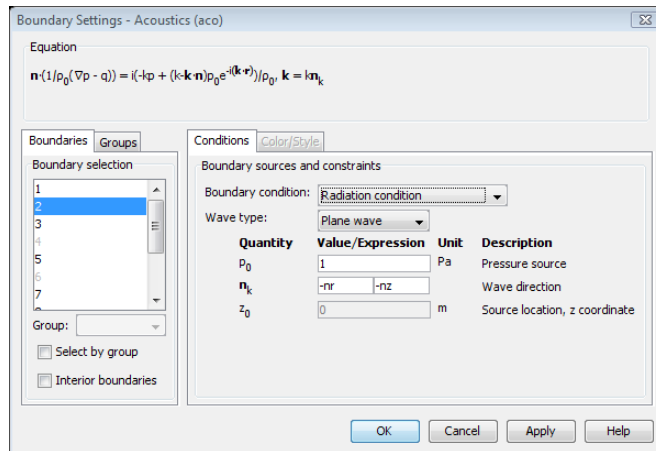 Boundary Settings - Acoustics (aco)
Equation
n·(1/ρ0(∇p - q)) = i(-kp + (k-k·n)p0e-i(k·r))/ρ0, k = knk
Boundaries Groups
Boundary selection
1
2
3
4
5
6
7
Group:
Select by group
Interior boundaries
Conditions Color/Style
Boundary sources and constraints
Boundary condition: Radiation condition
Wave type: Plane wave
Quantity Value/Expression Unit Description
p0 1 Pa Pressure source
nk -nr -nz Wave direction
z0 0 m Source location, z coordinate
OK Cancel Apply Help